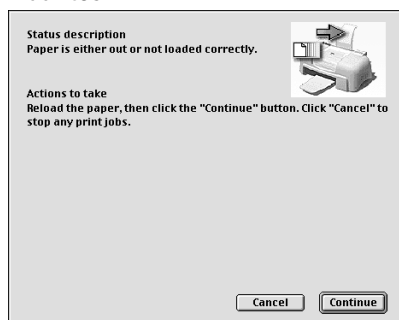 Status description
Paper is either out or not loaded correctly.
Actions to take
Reload the paper, then click the "Continue" button. Click "Cancel" to
stop any print jobs.
Cancel
Continue